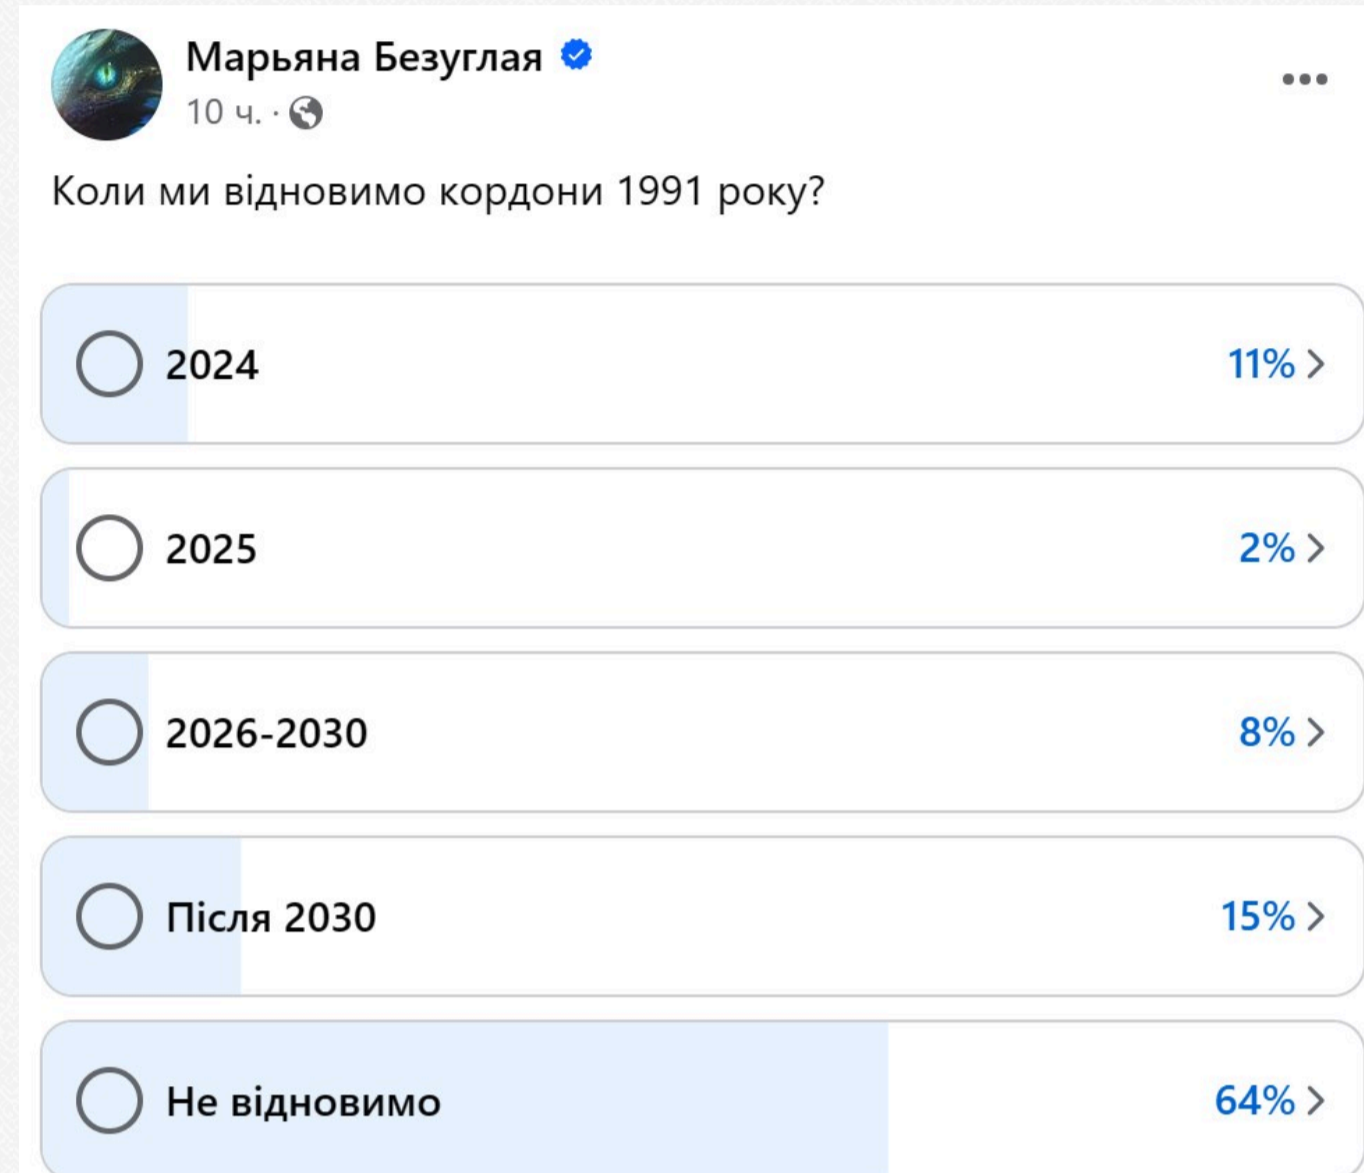 Марьяна Безуглая
10 ч. ·
Коли ми відновимо кордони 1991 року?
2024 11%
2025 2%
2026-2030 8%
Після 2030 15%
Не відновимо 64%